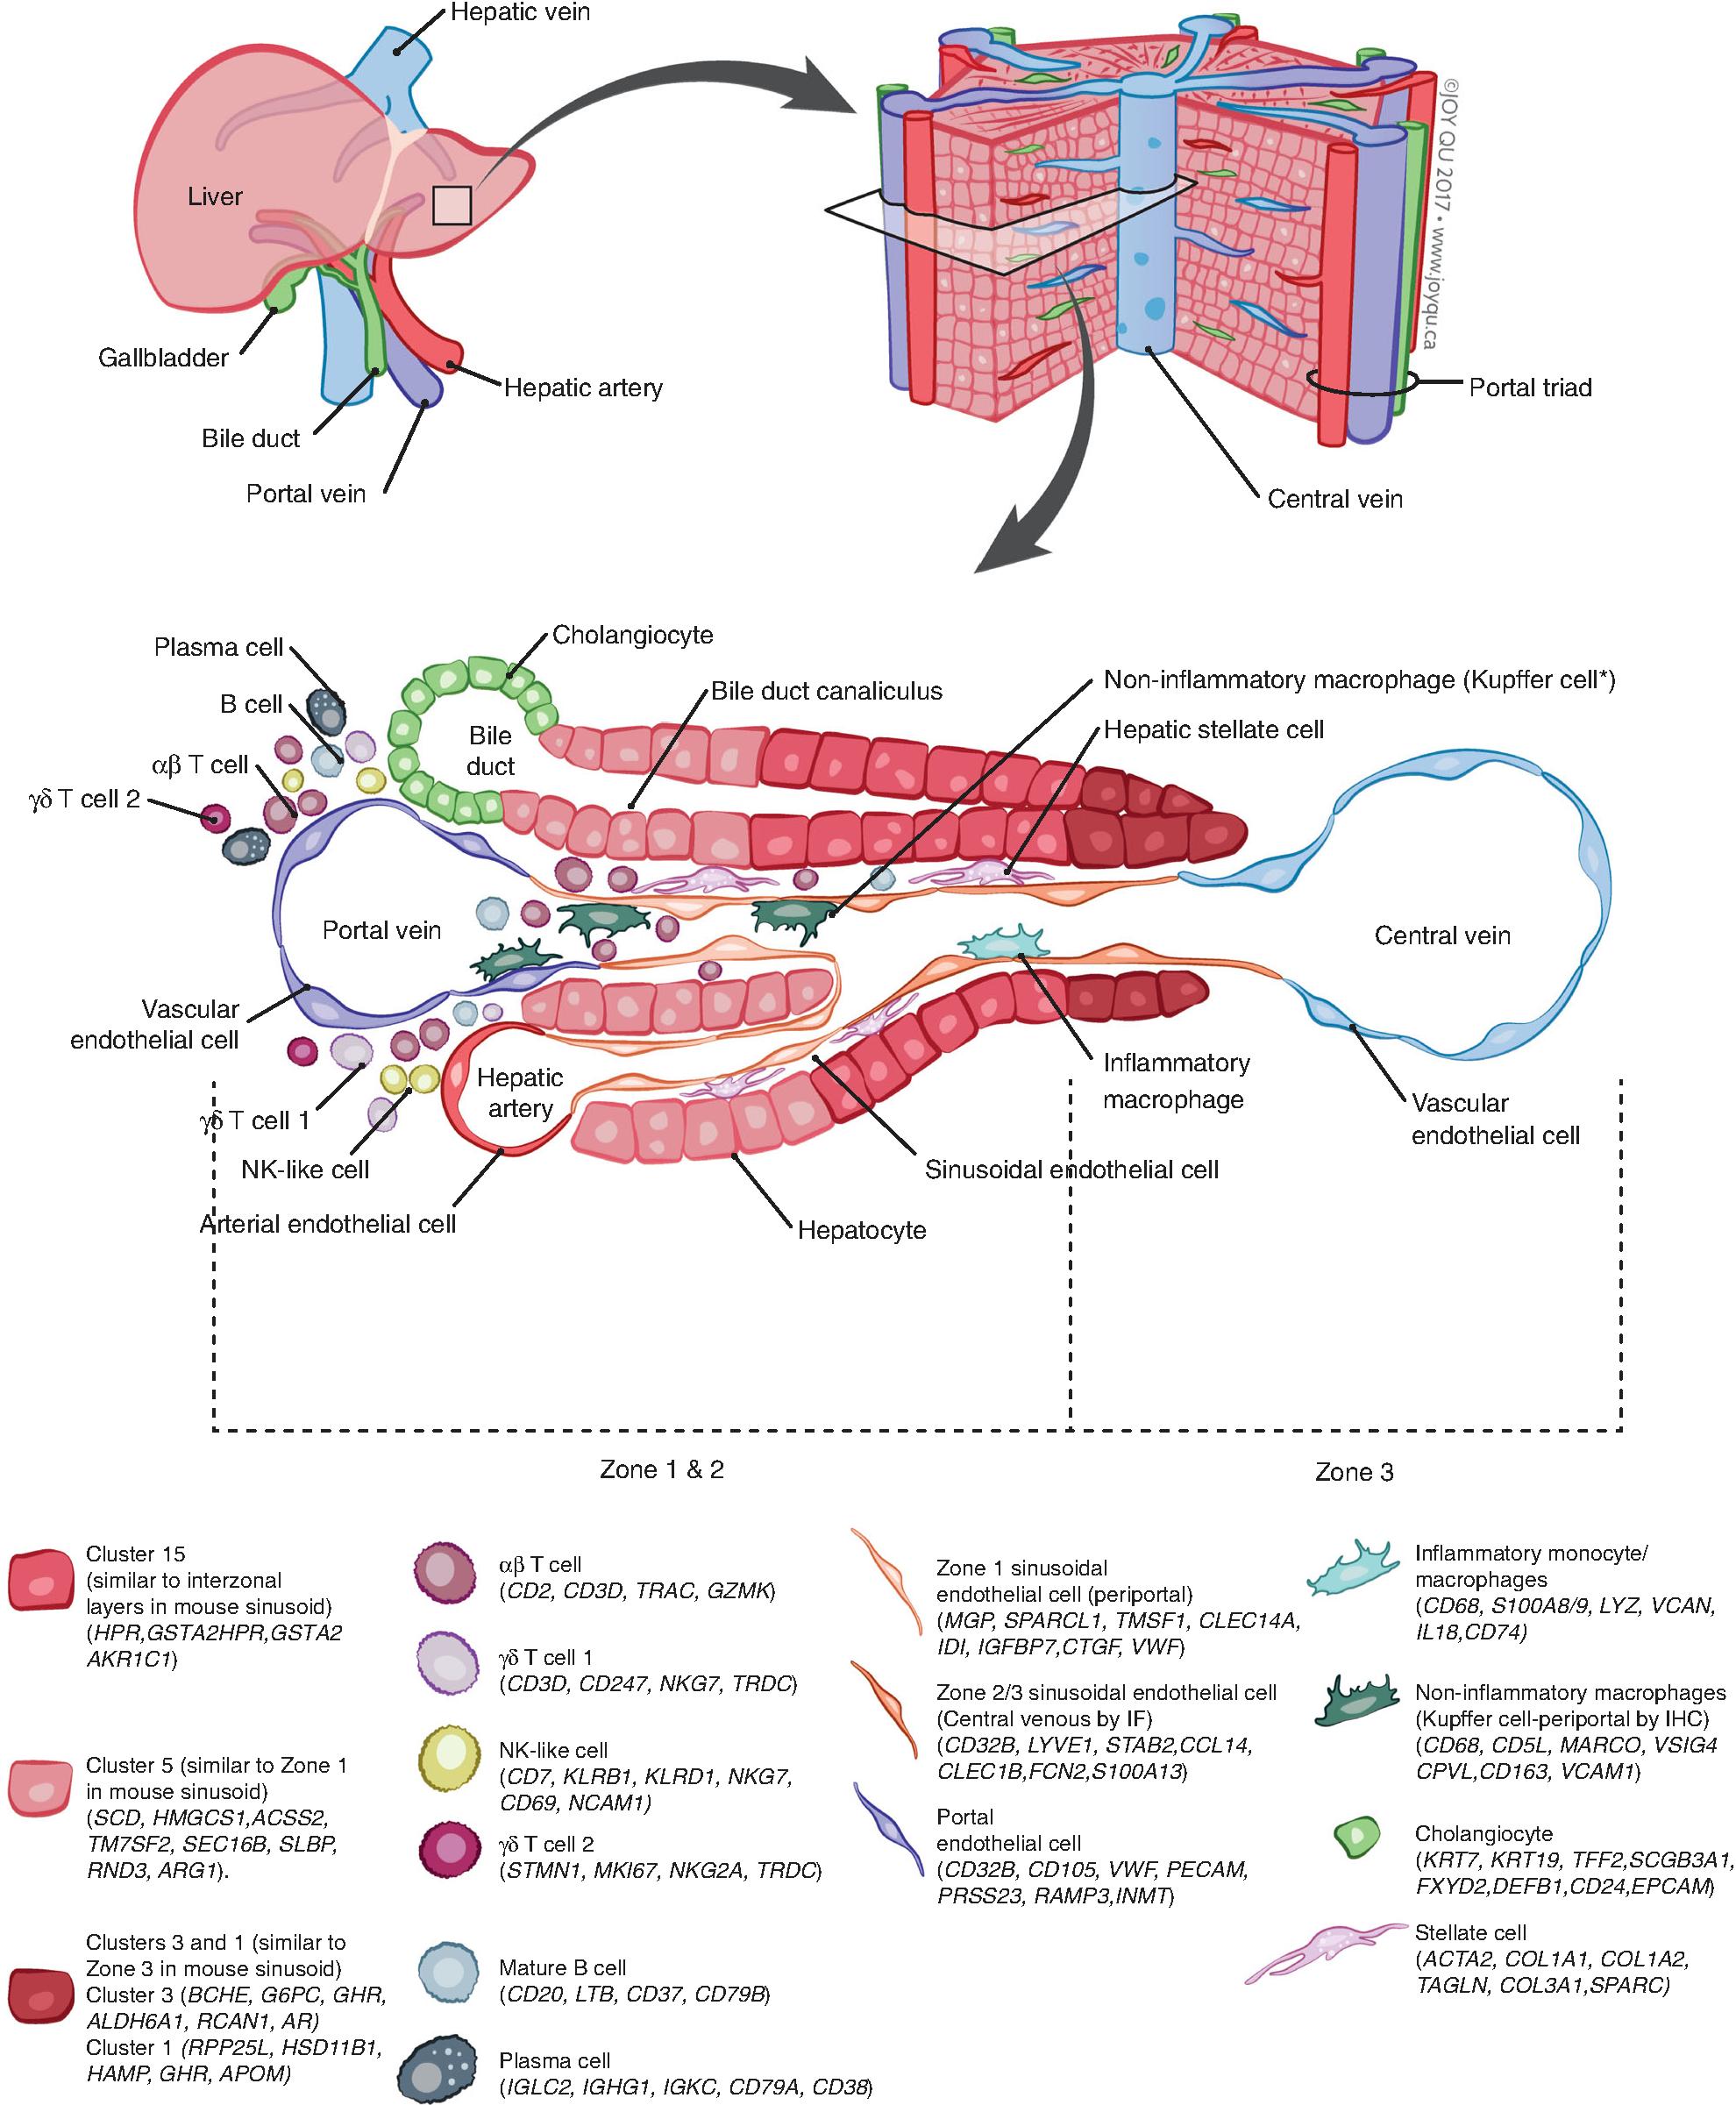 Hepatic vein
Liver
Gallbladder
Hepatic artery
Bile duct
Portal vein
©JOY QU 2017 • www.joyqu.ca
Portal triad
Central vein
Plasma cell
Cholangiocyte
B cell
Bile duct canaliculus
Non-inflammatory macrophage (Kupffer cell*)
Hepatic stellate cell
αβ T cell
Bile
duct
γδ T cell 2
Portal vein
Central vein
Vascular
endothelial cell
Hepatic
artery
Inflammatory
macrophage
γδ T cell 1
Vascular
endothelial cell
NK-like cell
Sinusoidal endothelial cell
Arterial endothelial cell
Hepatocyte
Zone 1 & 2
Zone 3
Cluster 15
(similar to interzonal
layers in mouse sinusoid)
(HPR,GSTA2HPR,GSTA2
AKR1C1)
Cluster 5 (similar to Zone 1
in mouse sinusoid)
(SCD, HMGCS1,ACSS2,
TM7SF2, SEC16B, SLBP,
RND3, ARG1).
Clusters 3 and 1 (similar to
Zone 3 in mouse sinusoid)
Cluster 3 (BCHE, G6PC, GHR,
ALDH6A1, RCAN1, AR)
Cluster 1 (RPP25L, HSD11B1,
HAMP, GHR, APOM)
αβ T cell
(CD2, CD3D, TRAC, GZMK)
γδ T cell 1
(CD3D, CD247, NKG7, TRDC)
NK-like cell
(CD7, KLRB1, KLRD1, NKG7,
CD69, NCAM1)
γδ T cell 2
(STMN1, MKI67, NKG2A, TRDC)
Mature B cell
(CD20, LTB, CD37, CD79B)
Plasma cell
(IGLC2, IGHG1, IGKC, CD79A, CD38)
Zone 1 sinusoidal
endothelial cell (periportal)
(MGP, SPARCL1, TMSF1, CLEC14A,
IDI, IGFBP7,CTGF, VWF)
Zone 2/3 sinusoidal endothelial cell
(Central venous by IF)
(CD32B, LYVE1, STAB2,CCL14,
CLEC1B,FCN2,S100A13)
Portal
endothelial cell
(CD32B, CD105, VWF, PECAM,
PRSS23, RAMP3,INMT)
Inflammatory monocyte/
macrophages
(CD68, S100A8/9, LYZ, VCAN,
IL18,CD74)
Non-inflammatory macrophages
(Kupffer cell-periportal by IHC)
(CD68, CD5L, MARCO, VSIG4
CPVL,CD163, VCAM1)
Cholangiocyte
(KRT7, KRT19, TFF2,SCGB3A1,
FXYD2,DEFB1,CD24,EPCAM)
Stellate cell
(ACTA2, COL1A1, COL1A2,
TAGLN, COL3A1,SPARC)